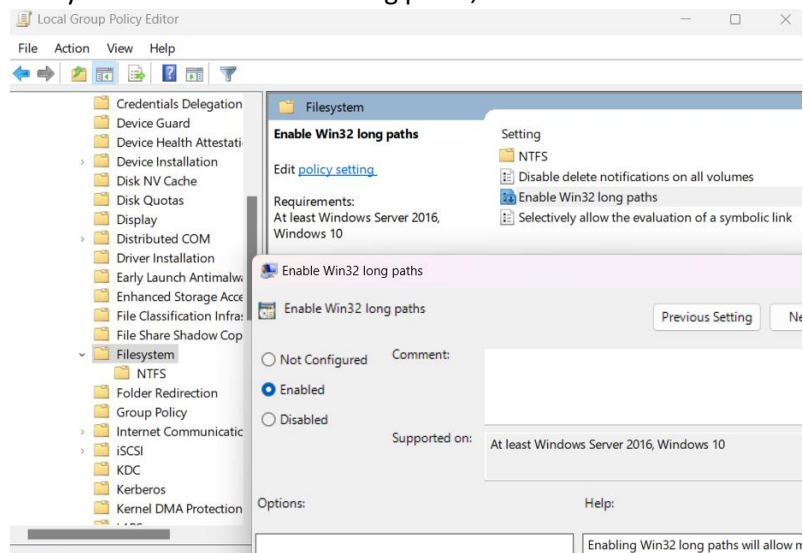 Local Group Policy Editor
File Action View Help
Credentials Delegation
Device Guard
Device Health Attestati
Device Installation
Disk NV Cache
Disk Quotas
Display
Distributed COM
Driver Installation
Early Launch Antimalwa
Enhanced Storage Acce
File Classification Infra
File Share Shadow Cop
Filesystem
NTFS
Folder Redirection
Group Policy
Internet Communicatic
iSCSI
KDC
Kerberos
Kernel DMA Protection
Filesystem
Enable Win32 long paths
Edit policy setting
Requirements:
At least Windows Server 2016,
Windows 10
Setting
NTFS
Disable delete notifications on all volumes
Enable Win32 long paths
Selectively allow the evaluation of a symbolic link
Enable Win32 long paths
Enable Win32 long paths
Previous Setting
Ne
Not Configured
Enabled
Disabled
Comment:
Supported on:
At least Windows Server 2016, Windows 10
Options:
Help:
Enabling Win32 long paths will allow m